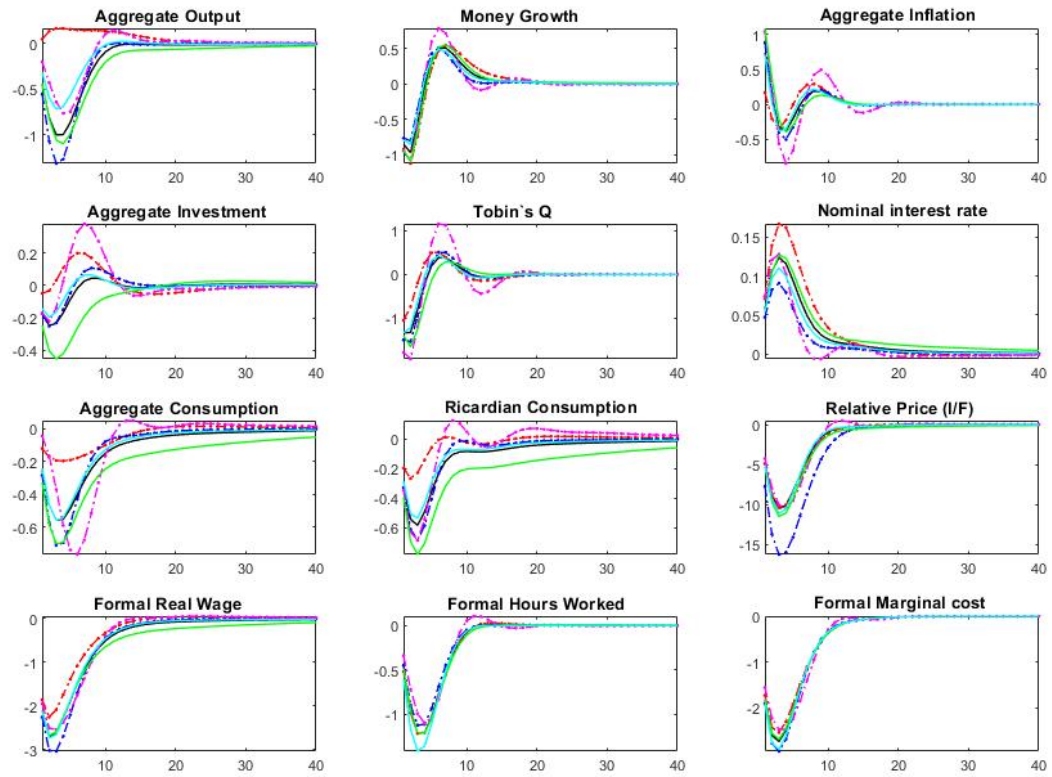 Aggregate Output
Money Growth
Aggregate Inflation
0
-1
10 20 30 40
0.5
0
-0.5
-1
10 20 30 40
1
0.5
0
-0.5
10 20 30 40
Aggregate Investment
Tobin`s Q
Nominal interest rate
0.2
0
-0.2
-0.4
10 20 30 40
1
0
-1
10 20 30 40
0.15
0.1
0.05
0
10 20 30 40
Aggregate Consumption
Ricardian Consumption
Relative Price (I/F)
0
-0.2
-0.4
-0.6
10 20 30 40
0
-0.2
-0.4
-0.6
10 20 30 40
0
-5
-10
-15
10 20 30 40
Formal Real Wage
Formal Hours Worked
Formal Marginal cost
0
-1
-2
-3
10 20 30 40
0
-0.5
-1
10 20 30 40
0
-1
-2
10 20 30 40